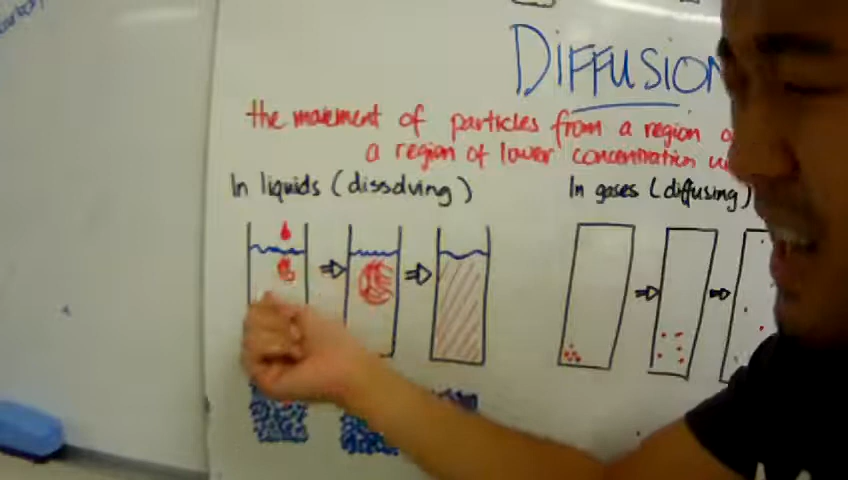 DIFFUSION
the movement of particles from a region
a region of lower concentration
In liquids (dissolving)
In gases (diffusing)